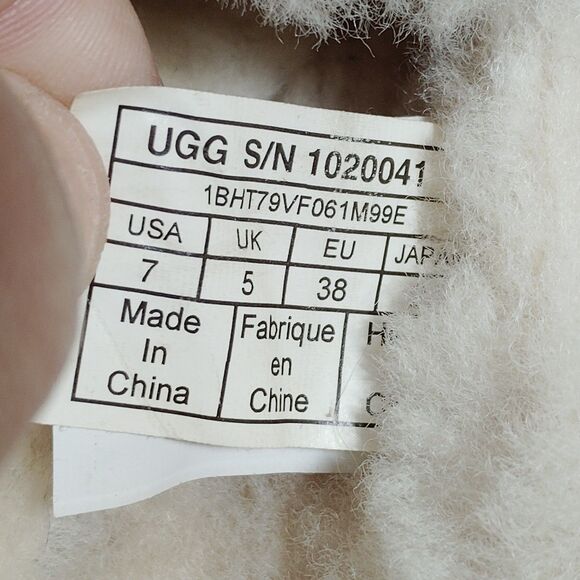 UGG S/N 1020041
1BHT79VF061M99E
USA UK EU
7 5 38
Made Fabrique
In en
China Chine